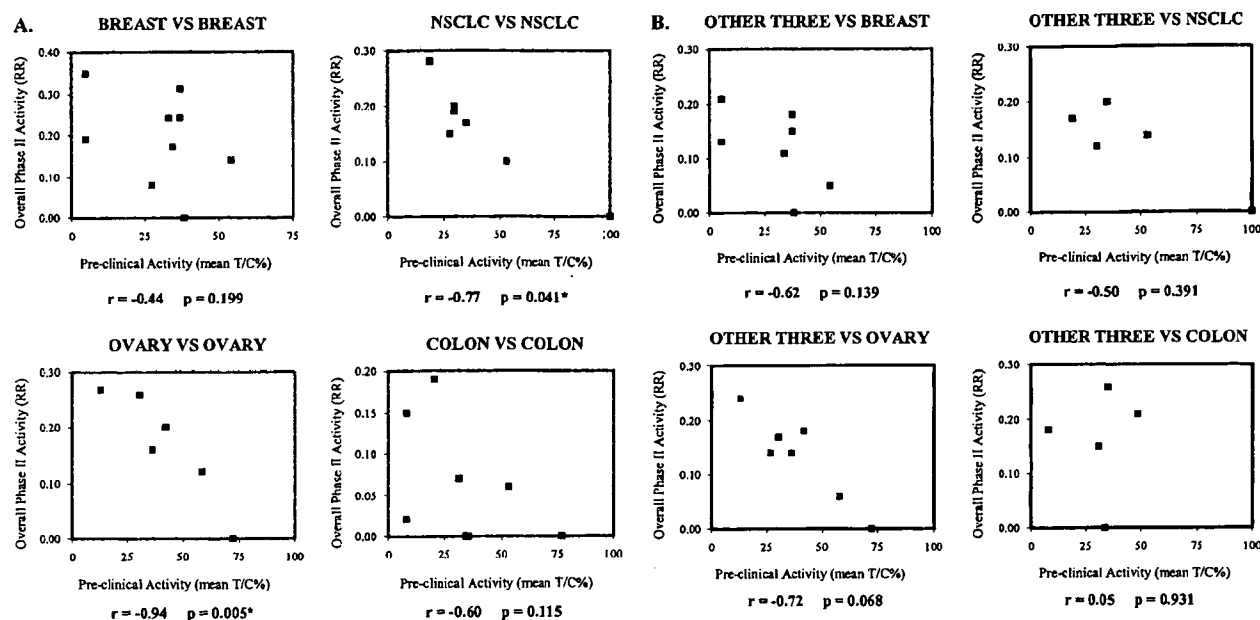 A.
BREAST VS BREAST
Overall Phase II Activity (RR)
0.40
0.30
0.20
0.10
0.00
0 25 50 75
Pre-clinical Activity (mean T/C%)
r = -0.44 p = 0.199
NSCLC VS NSCLC
Overall Phase II Activity (RR)
0.30
0.20
0.10
0.00
0 25 50 75 100
Pre-clinical Activity (mean T/C%)
r = -0.77 p = 0.041*
OVARY VS OVARY
Overall Phase II Activity (RR)
0.30
0.20
0.10
0.00
0 25 50 75 100
Pre-clinical Activity (mean T/C%)
r = -0.94 p = 0.005*
COLON VS COLON
Overall Phase II Activity (RR)
0.20
0.15
0.10
0.05
0.00
0 25 50 75 100
Pre-clinical Activity (mean T/C%)
r = -0.60 p = 0.115
B.
OTHER THREE VS BREAST
Overall Phase II Activity (RR)
0.30
0.20
0.10
0.00
0 25 50 75 100
Pre-clinical Activity (mean T/C%)
r = -0.62 p = 0.139
OTHER THREE VS NSCLC
Overall Phase II Activity (RR)
0.30
0.20
0.10
0.00
0 25 50 75 100
Pre-clinical Activity (mean T/C%)
r = -0.50 p = 0.391
OTHER THREE VS OVARY
Overall Phase II Activity (RR)
0.30
0.20
0.10
0.00
0 25 50 75 100
Pre-clinical Activity (mean T/C%)
r = -0.72 p = 0.068
OTHER THREE VS COLON
Overall Phase II Activity (RR)
0.30
0.20
0.10
0.00
0 25 50 75 100
Pre-clinical Activity (mean T/C%)
r = 0.05 p = 0.931